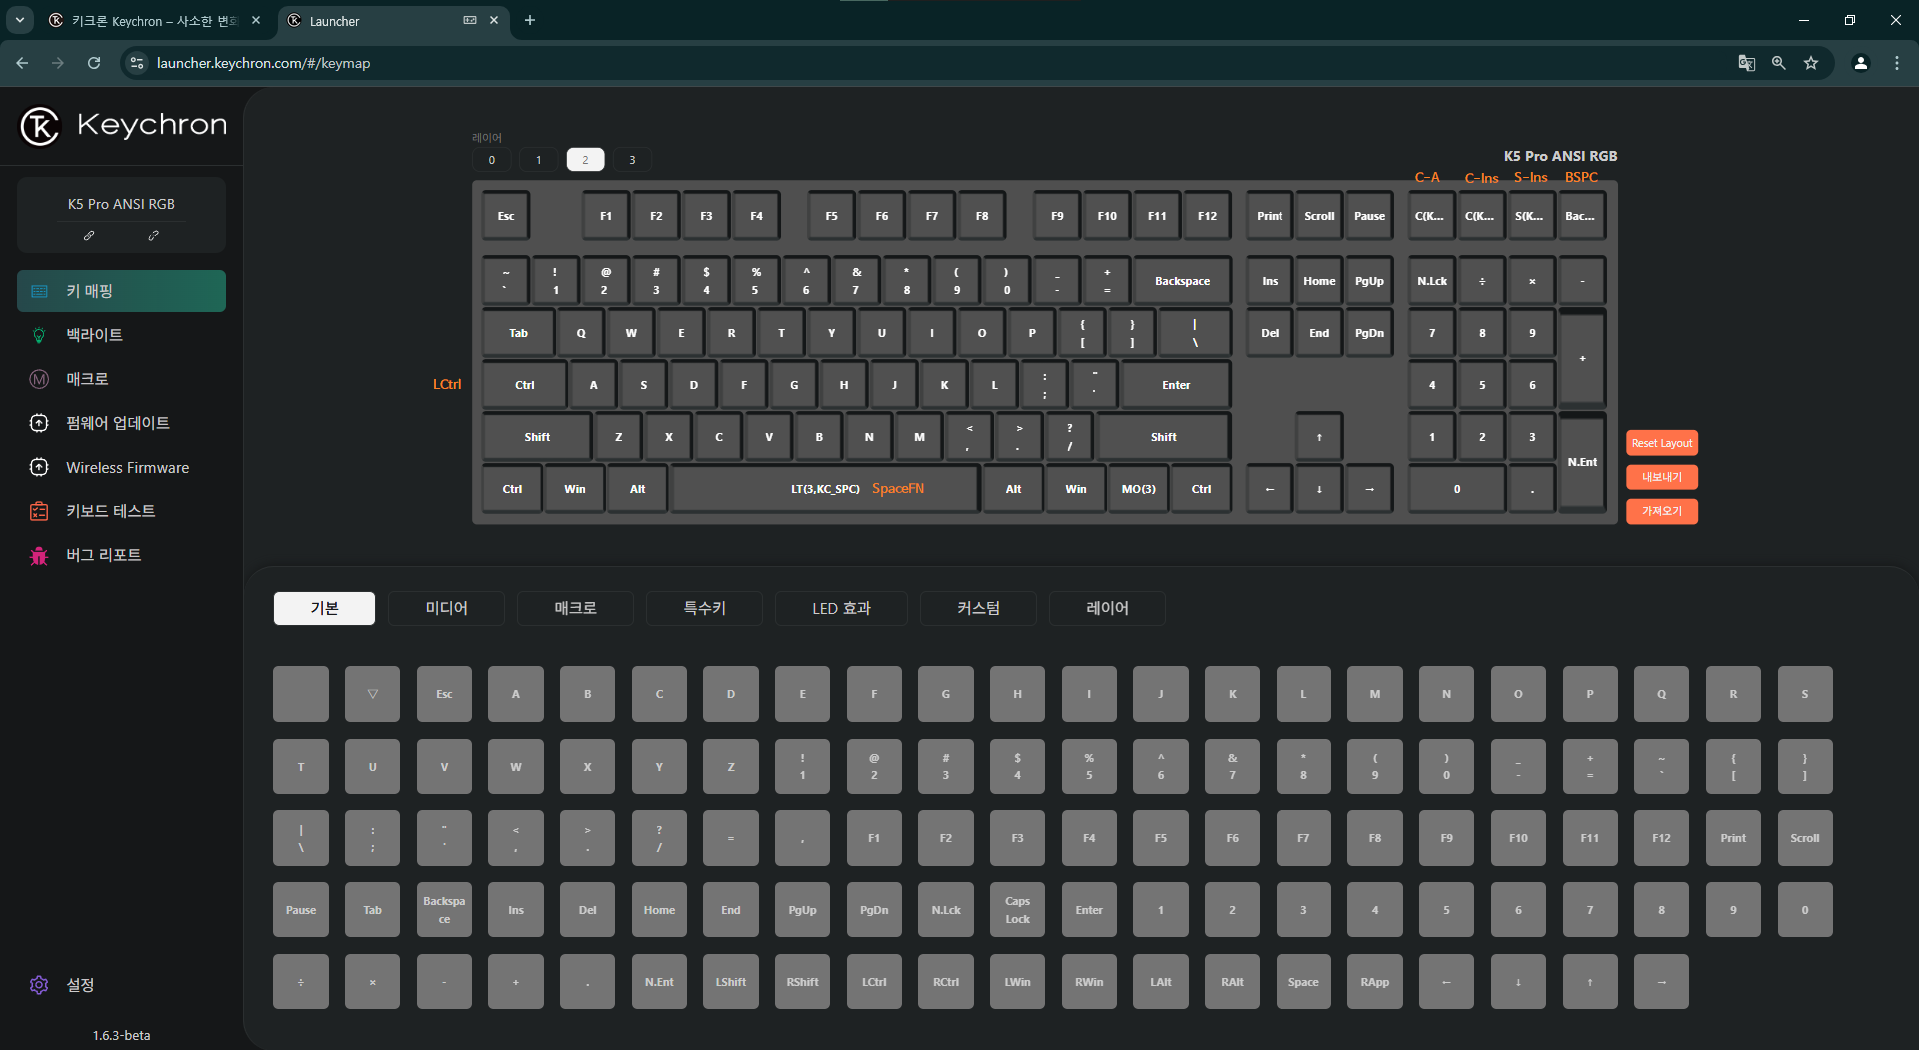 키크론 Keychron – 사소한 변화
Launcher
launcher.keychron.com/#/keymap
Keychron
K5 Pro ANSI RGB
키 매핑
백라이트
매크로
펌웨어 업데이트
Wireless Firmware
키보드 테스트
버그 리포트
설정
1.6.3-beta
레이어
0 1 2 3
K5 Pro ANSI RGB
C-A C-Ins S-Ins BSPC
Esc F1 F2 F3 F4 F5 F6 F7 F8 F9 F10 F11 F12 Print Scroll Pause C(K... C(K... S(K... Bac...
~ ! @ # $ % ^ & * ( ) _ +
` 1 2 3 4 5 6 7 8 9 0 - = Backspace Ins Home PgUp N.Lck ÷ × -
Tab Q W E R T Y U I O P { [ } ] | \ Del End PgDn 7 8 9 +
LCtrl Ctrl A S D F G H J K L : ; " ' Enter 4 5 6
Shift Z X C V B N M < , > . ? / Shift ↑ 1 2 3 N.Ent
Ctrl Win Alt LT(3,KC_SPC) SpaceFN Alt Win MO(3) Ctrl ← ↓ → 0 .
Reset Layout
내보내기
가져오기
기본 미디어 매크로 특수키 LED 효과 커스텀 레이어
▽ Esc A B C D E F G H I J K L M N O P Q R S
T U V W X Y Z ! 1 @ 2 # 3 $ 4 % 5 ^ 6 & 7 * 8 ( 9 ) 0 _ - + = ~ ` { [ } ]
| \ : ; " ' < , > . ? / = , F1 F2 F3 F4 F5 F6 F7 F8 F9 F10 F11 F12 Print Scroll
Pause Tab Backspa
ce Ins Del Home End PgUp PgDn N.Lck Caps
Lock Enter 1 2 3 4 5 6 7 8 9 0
÷ × - + . N.Ent LShift RShift LCtrl RCtrl LWin RWin LAlt RAlt Space RApp ← ↓ ↑ →